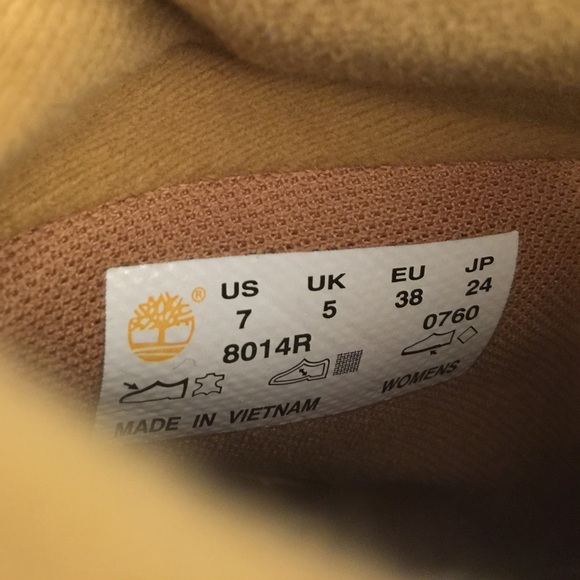 US UK EU JP
7 5 38 24
8014R 0760
MADE IN VIETNAM WOMENS